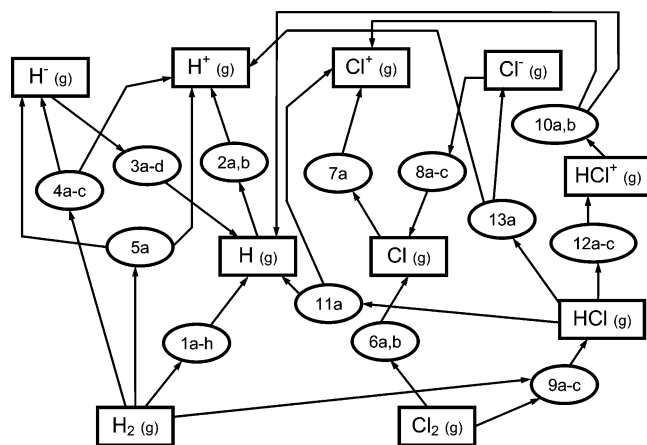 H⁻ (g)
H⁺ (g)
Cl⁺ (g)
Cl⁻ (g)
10a,b
3a-d
2a,b
7a
8a-c
HCl⁺ (g)
4a-c
13a
5a
H (g)
Cl (g)
12a-c
11a
HCl (g)
1a-h
6a,b
9a-c
H₂ (g)
Cl₂ (g)